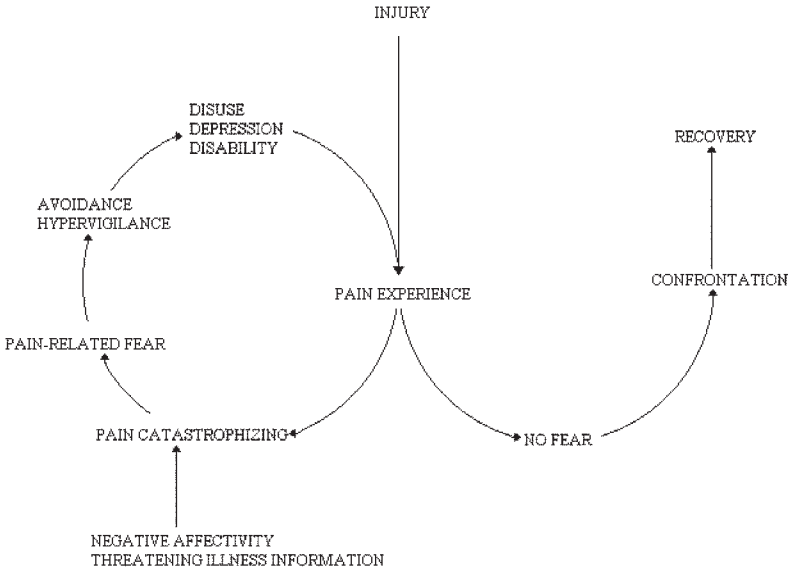 INJURY
DISUSE
DEPRESSION
DISABILITY
RECOVERY
AVOIDANCE
HYPERVIGILANCE
CONFRONTATION
PAIN EXPERIENCE
PAIN-RELATED FEAR
PAIN CATASTROPHIZING
NO FEAR
NEGATIVE AFFECTIVITY
THREATENING ILLNESS INFORMATION